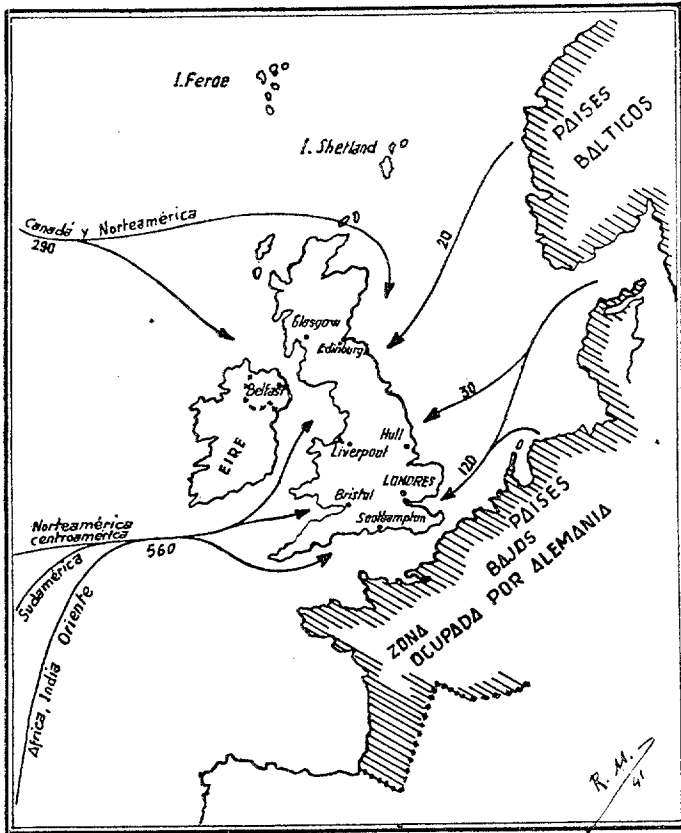 I. Feroe
I. Shetland
PAISES
BALTICOS
Canadá y Norteamérica
290
20
Glasgow
Edinburg
Belfast
EIRE
30
Hull
Liverpool
120
LONDRES
Bristol
Southampton
PAISES
BAJOS
Norteamérica
centroamérica
560
Sudamérica
Africa, India Oriente
ZONA
OCUPADA POR ALEMANIA
R. M.
41